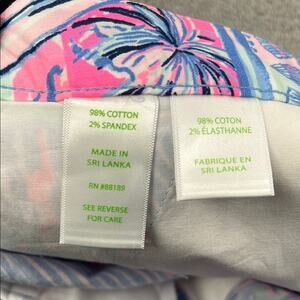 98% COTTON
2% SPANDEX
MADE IN
SRI LANKA
RN #88189
SEE REVERSE
FOR CARE
98% COTON
2% ÉLASTHANNE
FABRIQUE EN
SRI LANKA